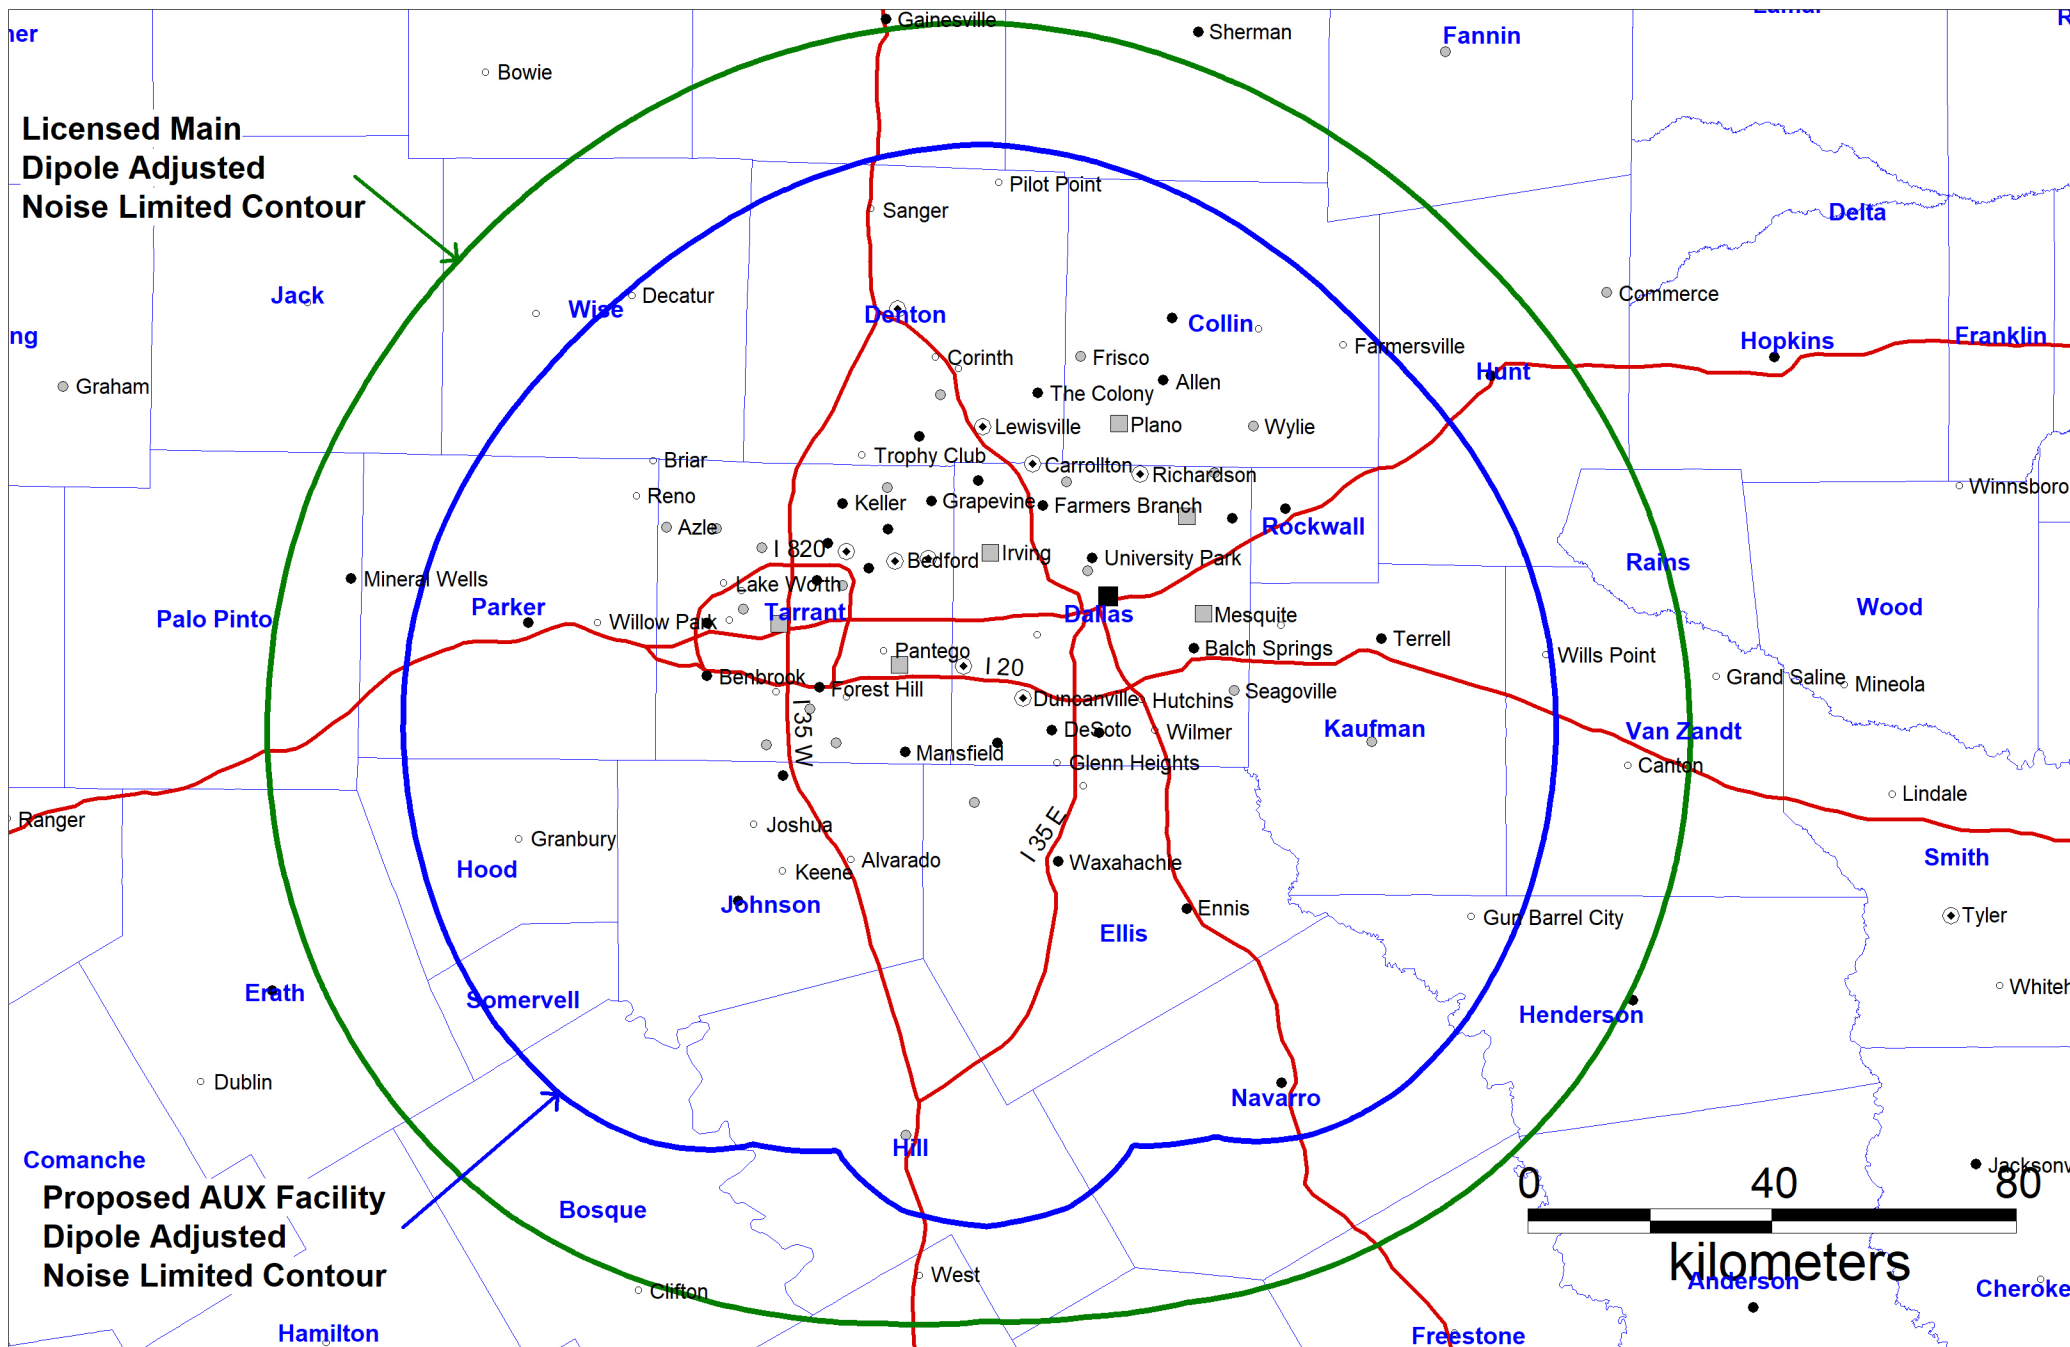 Lamar
R
ner
Gainesville
Sherman
Fannin
Bowie
Licensed Main
Dipole Adjusted
Noise Limited Contour
Pilot Point
Sanger
Delta
Jack
Wise
Decatur
Denton
Collin
Commerce
ng
Corinth
Frisco
Farmersville
Hopkins
Franklin
Graham
The Colony
Allen
Hunt
Lewisville
Plano
Wylie
Briar
Trophy Club
Carrollton
Richardson
Reno
Keller
Grapevine
Farmers Branch
Winnsboro
Azle
I 820
Bedford
Irving
University Park
Rockwall
Rains
Mineral Wells
Lake Worth
Palo Pinto
Parker
Willow Park
Tarrant
Dallas
Mesquite
Wood
Pantego
I 20
Balch Springs
Terrell
Wills Point
Benbrook
Forest Hill
Duncanville
Hutchins
Seagoville
Grand Saline
Mineola
I 35 W
DeSoto
Wilmer
Kaufman
Van Zandt
Mansfield
Glenn Heights
Canton
Ranger
Lindale
Granbury
Joshua
I 35 E
Hood
Keene
Alvarado
Waxahachie
Smith
Johnson
Ennis
Gun Barrel City
Tyler
Ellis
Erath
Somervell
Whiteh
Henderson
Dublin
Navarro
Hill
Comanche
Jacksonv
Proposed AUX Facility
Dipole Adjusted
Noise Limited Contour
Bosque
0 40 80
kilometers
West
Clifton
Anderson
Cheroke
Hamilton
Freestone